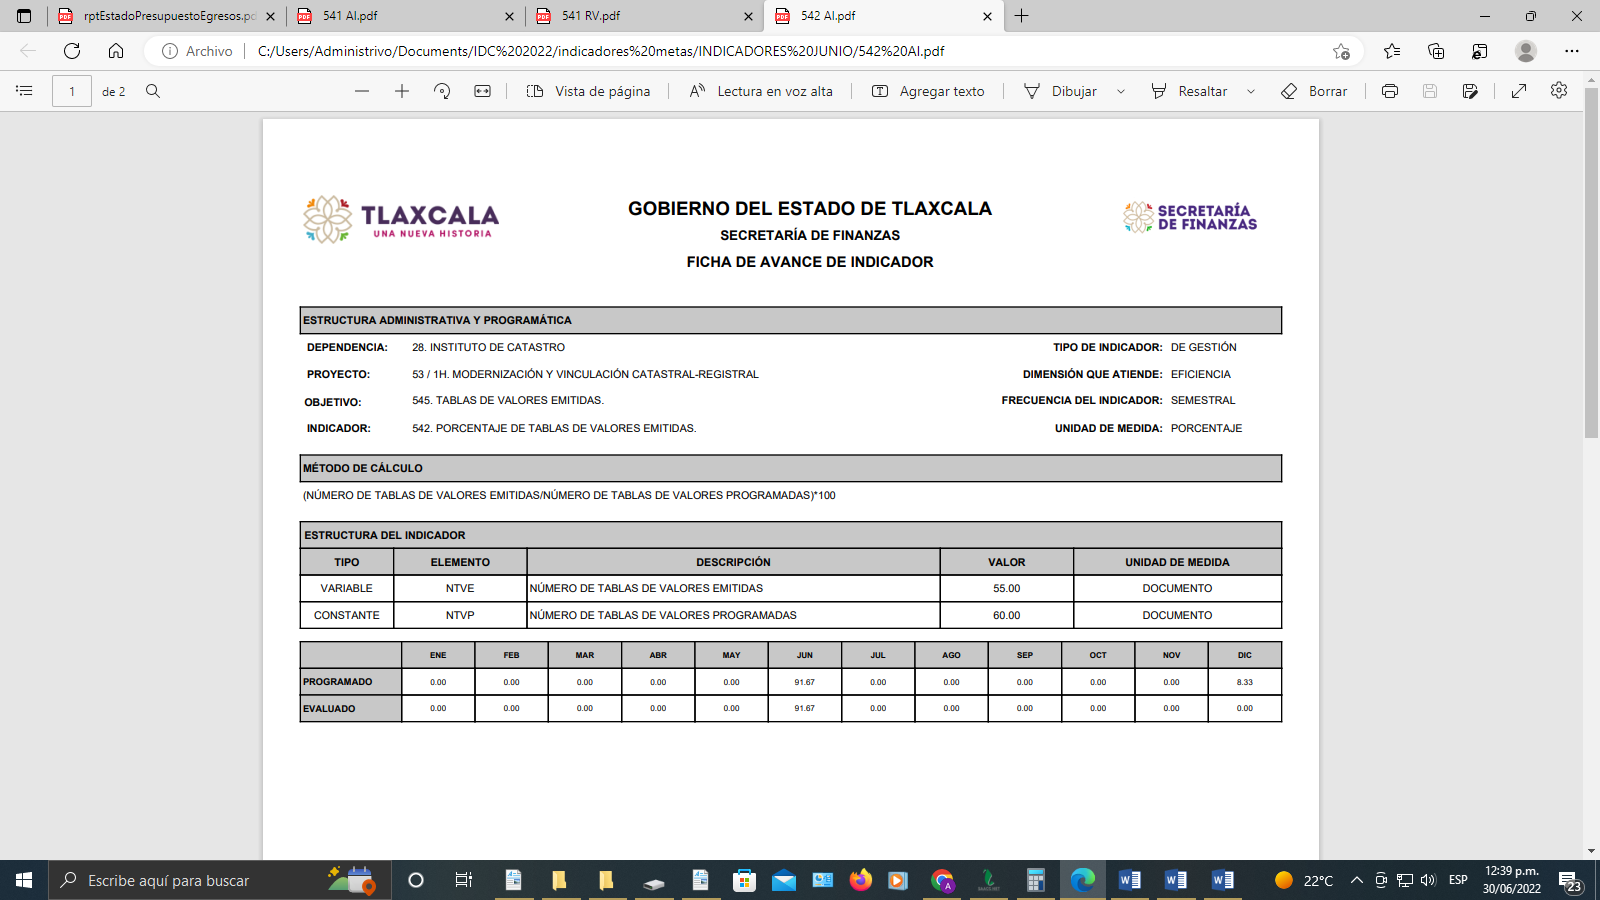 rptEstadoPresupuestoEgresos.pd
541 AI.pdf
541 RV.pdf
542 AI.pdf
Archivo
C:/Users/Administrivo/Documents/IDC%202022/indicadores%20metas/INDICADORES%20JUNIO/542%20AI.pdf
1 de 2
Vista de página
Lectura en voz alta
Agregar texto
Dibujar
Resaltar
Borrar
TLAXCALA
UNA NUEVA HISTORIA
GOBIERNO DEL ESTADO DE TLAXCALA
SECRETARÍA DE FINANZAS
FICHA DE AVANCE DE INDICADOR
SECRETARÍA
DE FINANZAS
ESTRUCTURA ADMINISTRATIVA Y PROGRAMÁTICA
DEPENDENCIA: 28. INSTITUTO DE CATASTRO TIPO DE INDICADOR: DE GESTIÓN
PROYECTO: 53 / 1H. MODERNIZACIÓN Y VINCULACIÓN CATASTRAL-REGISTRAL DIMENSIÓN QUE ATIENDE: EFICIENCIA
OBJETIVO: 545. TABLAS DE VALORES EMITIDAS. FRECUENCIA DEL INDICADOR: SEMESTRAL
INDICADOR: 542. PORCENTAJE DE TABLAS DE VALORES EMITIDAS. UNIDAD DE MEDIDA: PORCENTAJE
MÉTODO DE CÁLCULO
(NÚMERO DE TABLAS DE VALORES EMITIDAS/NÚMERO DE TABLAS DE VALORES PROGRAMADAS)*100
ESTRUCTURA DEL INDICADOR
TIPO ELEMENTO DESCRIPCIÓN VALOR UNIDAD DE MEDIDA
VARIABLE NTVE NÚMERO DE TABLAS DE VALORES EMITIDAS 55.00 DOCUMENTO
CONSTANTE NTVP NÚMERO DE TABLAS DE VALORES PROGRAMADAS 60.00 DOCUMENTO
ENE FEB MAR ABR MAY JUN JUL AGO SEP OCT NOV DIC
PROGRAMADO 0.00 0.00 0.00 0.00 0.00 91.67 0.00 0.00 0.00 0.00 0.00 8.33
EVALUADO 0.00 0.00 0.00 0.00 0.00 91.67 0.00 0.00 0.00 0.00 0.00 0.00
Escribe aquí para buscar
22°C
ESP
12:39 p.m.
30/06/2022
23